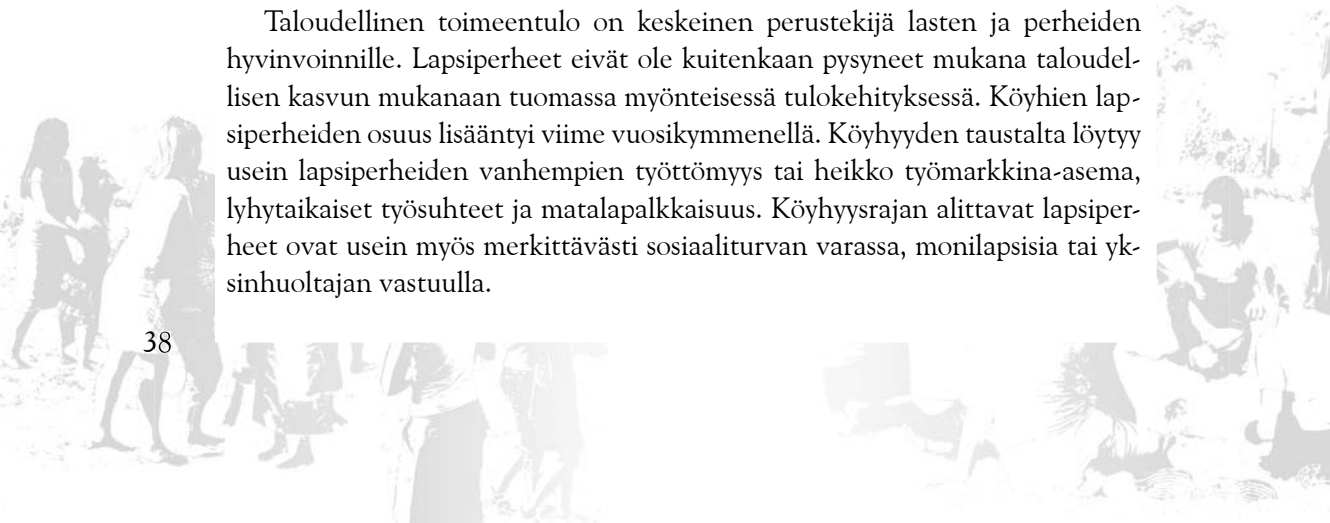 Taloudellinen toimeentulo on keskeinen perustekijä lasten ja perheiden
hyvinvoinnille. Lapsiperheet eivät ole kuitenkaan pysyneet mukana taloudel-
lisen kasvun mukanaan tuomassa myönteisessä tulokehityksessä. Köyhien lap-
siperheiden osuus lisääntyi viime vuosikymmenellä. Köyhyyden taustalta löytyy
usein lapsiperheiden vanhempien työttömyys tai heikko työmarkkina-asema,
lyhytaikaiset työsuhteet ja matalapalkkaisuus. Köyhyysrajan alittavat lapsiper-
heet ovat usein myös merkittävästi sosiaaliturvan varassa, monilapsisia tai yk-
sinhuoltajan vastuulla.
38